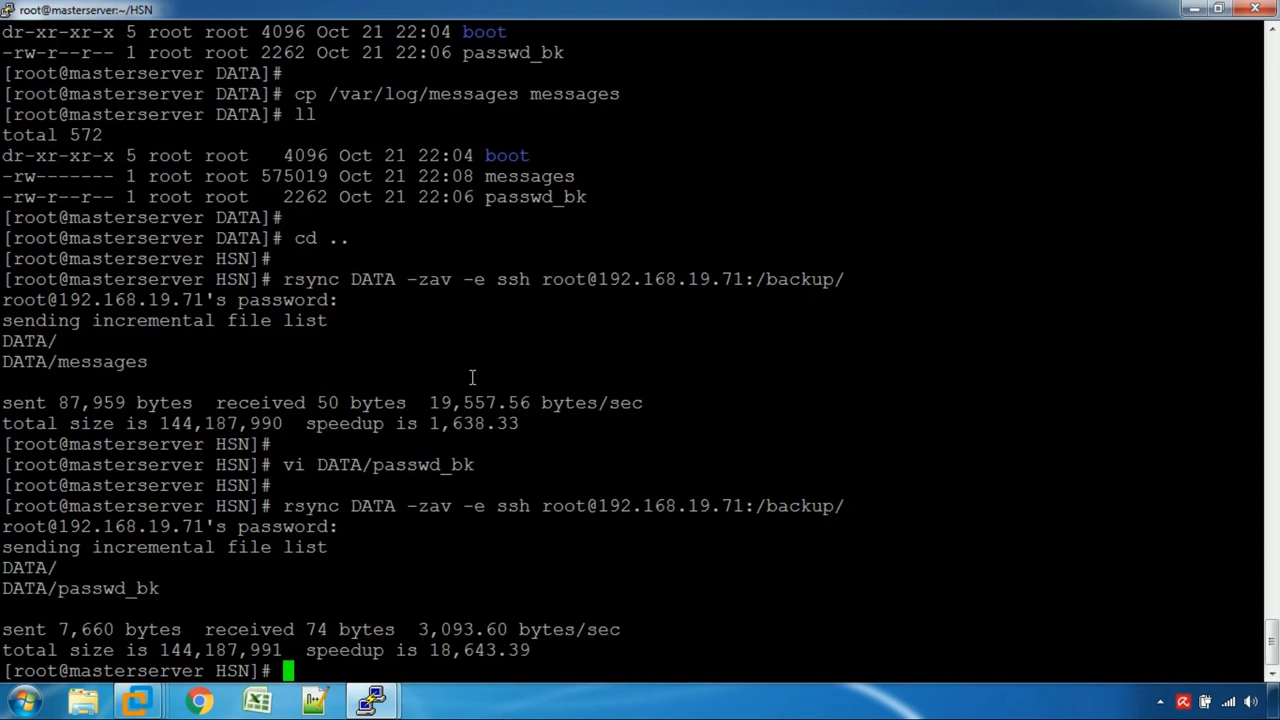 root@masterserver:~/HSN
dr-xr-xr-x 5 root root 4096 Oct 21 22:04 boot
-rw-r--r-- 1 root root 2262 Oct 21 22:06 passwd_bk
[root@masterserver DATA]#
[root@masterserver DATA]# cp /var/log/messages messages
[root@masterserver DATA]# ll
total 572
dr-xr-xr-x 5 root root   4096 Oct 21 22:04 boot
-rw------- 1 root root 575019 Oct 21 22:08 messages
-rw-r--r-- 1 root root   2262 Oct 21 22:06 passwd_bk
[root@masterserver DATA]#
[root@masterserver DATA]# cd ..
[root@masterserver HSN]#
[root@masterserver HSN]# rsync DATA -zav -e ssh root@192.168.19.71:/backup/
root@192.168.19.71's password:
sending incremental file list
DATA/
DATA/messages
sent 87,959 bytes  received 50 bytes  19,557.56 bytes/sec
total size is 144,187,990  speedup is 1,638.33
[root@masterserver HSN]#
[root@masterserver HSN]# vi DATA/passwd_bk
[root@masterserver HSN]#
[root@masterserver HSN]# rsync DATA -zav -e ssh root@192.168.19.71:/backup/
root@192.168.19.71's password:
sending incremental file list
DATA/
DATA/passwd_bk
sent 7,660 bytes  received 74 bytes  3,093.60 bytes/sec
total size is 144,187,991  speedup is 18,643.39
[root@masterserver HSN]#